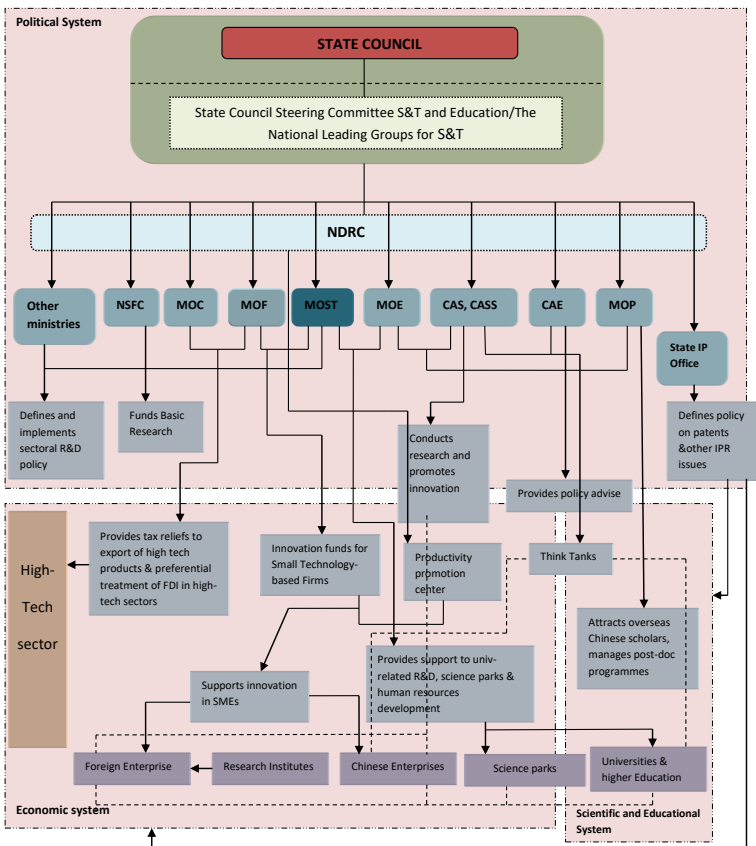 Political System
STATE COUNCIL
State Council Steering Committee S&T and Education/The
National Leading Groups for S&T
NDRC
Other
ministries
NSFC
MOC
MOF
MOST
MOE
CAS, CASS
CAE
MOP
State IP
Office
Defines and
implements
sectoral R&D
policy
Funds Basic
Research
Conducts
research and
promotes
innovation
Defines policy
on patents
&other IPR
issues
Provides policy advise
High-
Tech
sector
Provides tax reliefs to
export of high tech
products & preferential
treatment of FDI in high-
tech sectors
Innovation funds for
Small Technology-
based Firms
Productivity
promotion
center
Think Tanks
Attracts overseas
Chinese scholars,
manages post-doc
programmes
Supports innovation
in SMEs
Provides support to univ-
related R&D, science parks &
human resources
development
Foreign Enterprise
Research Institutes
Chinese Enterprises
Science parks
Universities &
higher Education
Economic system
Scientific and Educational
System